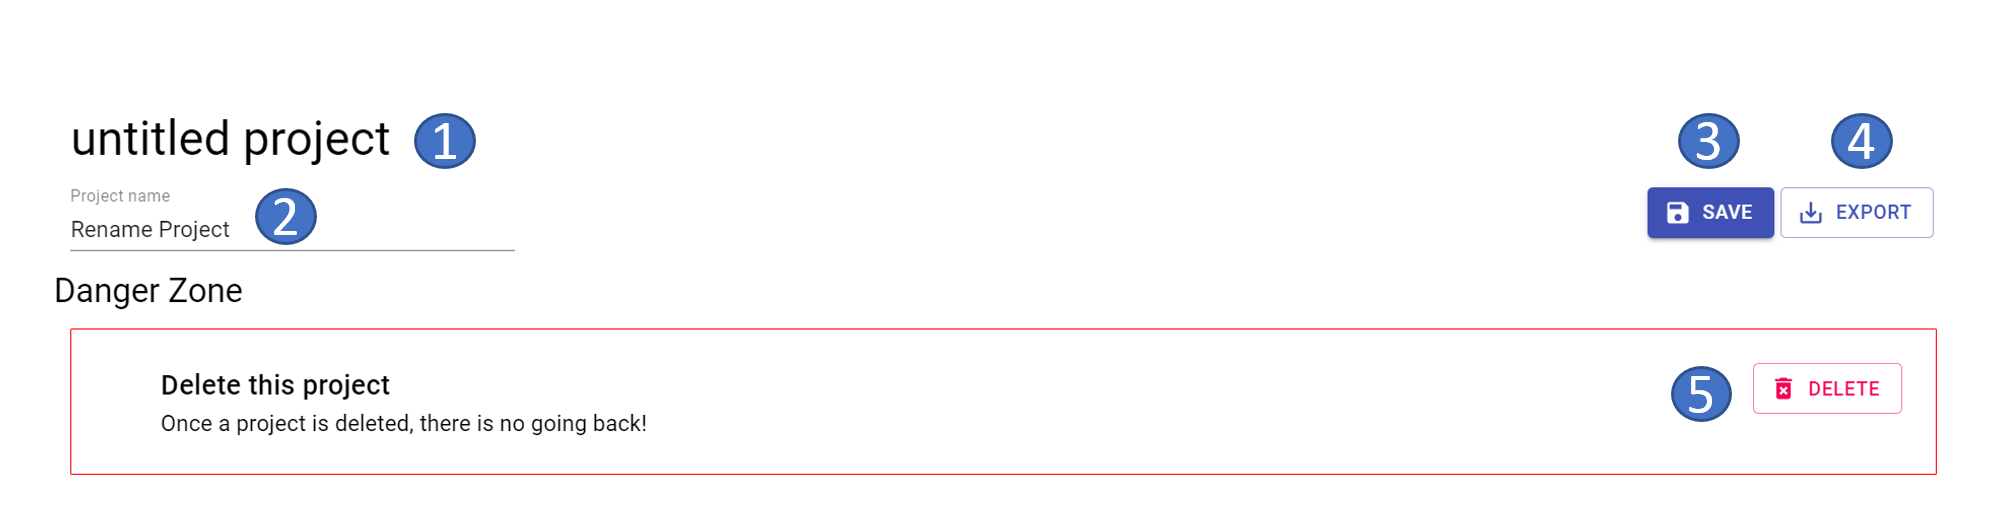 untitled project 1
3 4
Project name
Rename Project 2
SAVE EXPORT
Danger Zone
Delete this project
Once a project is deleted, there is no going back!
5 DELETE